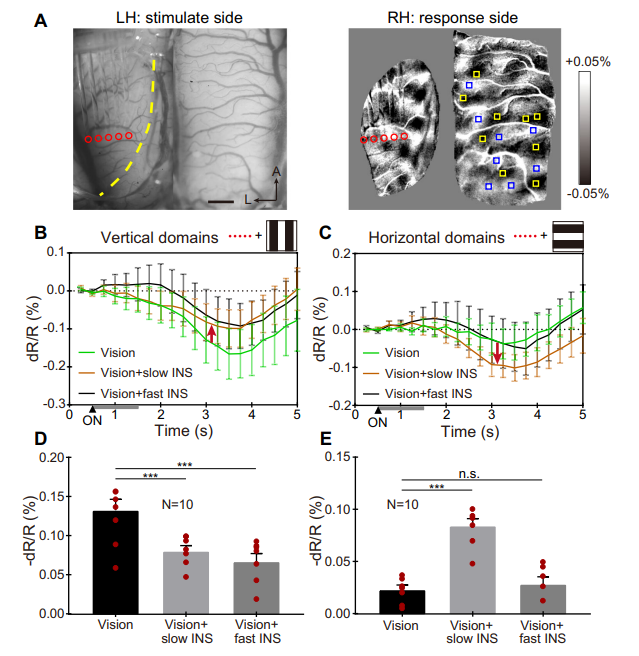 A
LH: stimulate side
RH: response side
A
L
+0.05%
-0.05%
B
Vertical domains
+
C
Horizontal domains
+
0.1
0.0
-0.1
-0.2
-0.3
dR/R (%)
Vision
Vision+slow INS
Vision+fast INS
0 1 2 3 4 5
ON
Time (s)
0.2
0.1
0.0
-0.1
-0.2
dR/R (%)
Vision
Vision+slow INS
Vision+fast INS
0 1 2 3 4 5
ON
Time (s)
D
0.20
0.15
0.10
0.05
0.00
-dR/R (%)
***
***
N=10
Vision
Vision+ slow INS
Vision+ fast INS
E
0.15
0.10
0.05
0.00
-dR/R (%)
n.s.
***
N=10
Vision
Vision+ slow INS
Vision+ fast INS